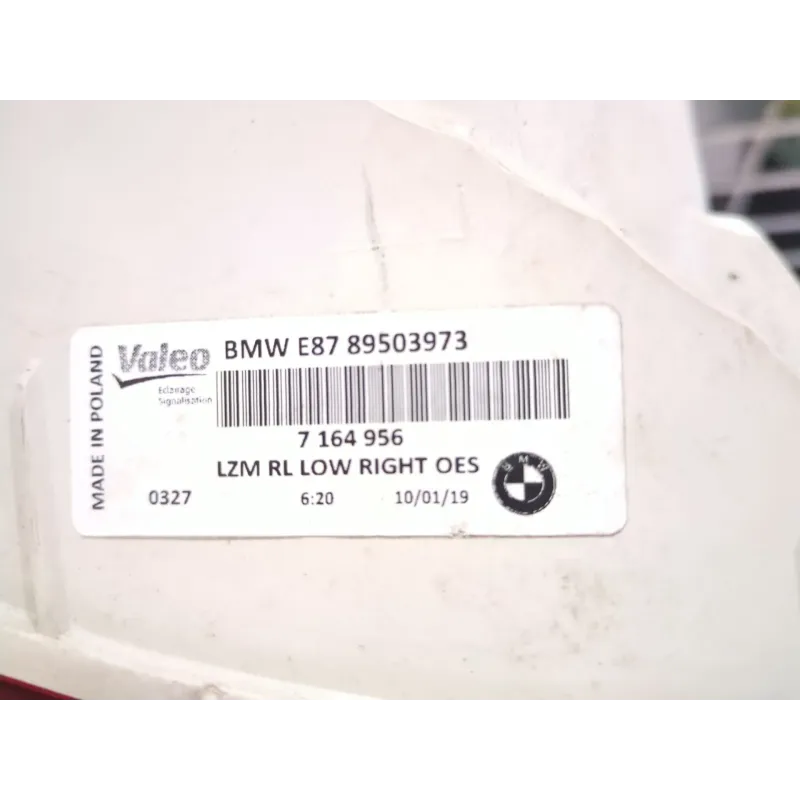 MADE IN POLAND
Valeo
Eclairage
Signalisation
BMW E87 89503973
7 164 956
LZM RL LOW RIGHT OES
BMW
0327 6:20 10/01/19